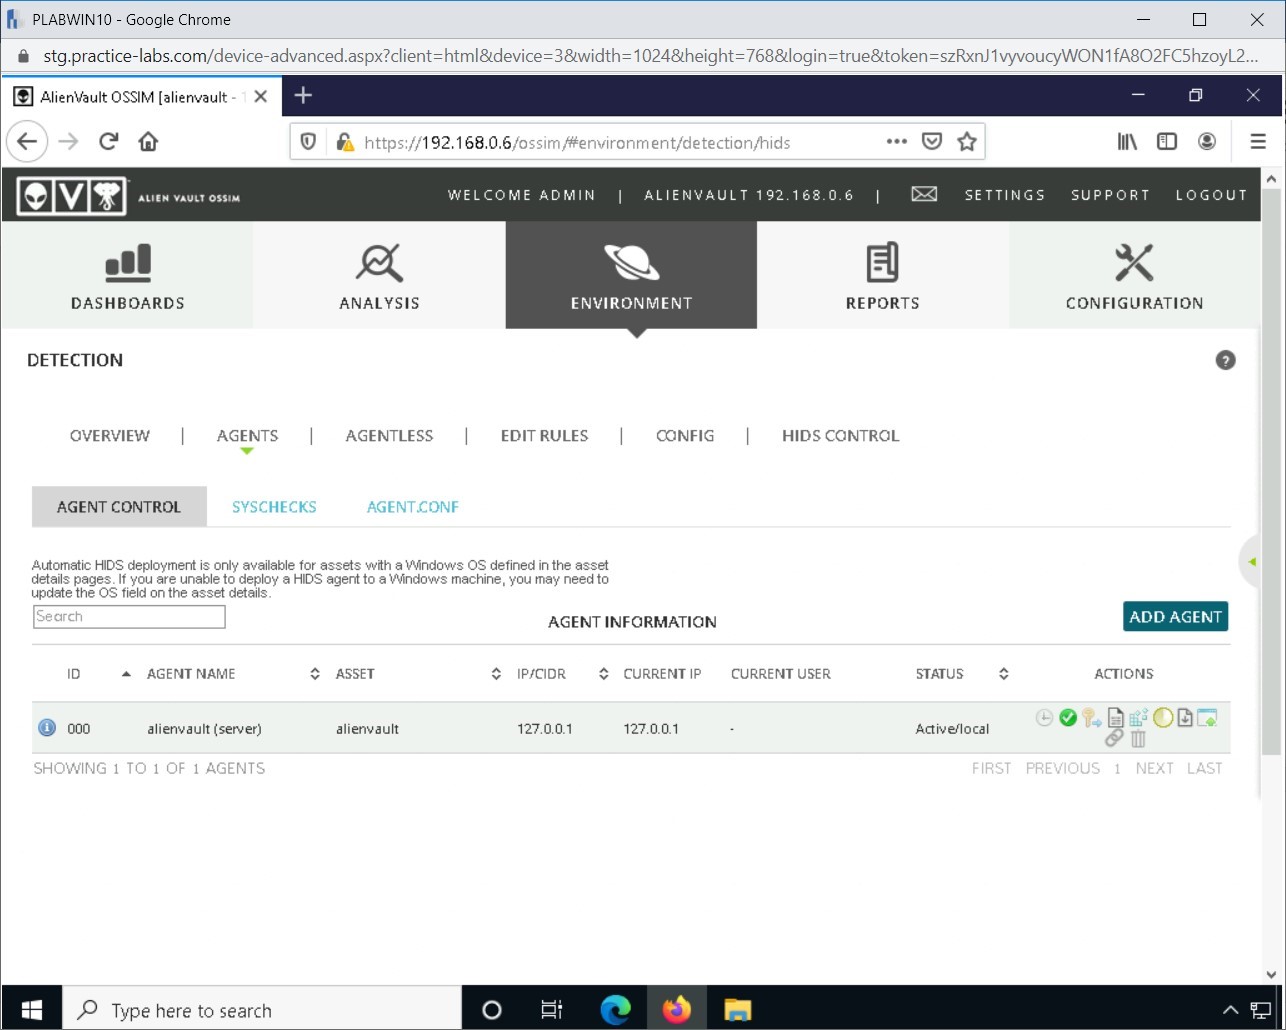 PLABWIN10 - Google Chrome
stg.practice-labs.com/device-advanced.aspx?client=html&device=3&width=1024&height=768&login=true&token=szRxnJ1vyvoucyWON1fA8O2FC5hzoyL2...
AlienVault OSSIM [alienvault - 1
https://192.168.0.6/ossim/#environment/detection/hids
ALIEN VAULT OSSIM
WELCOME ADMIN | ALIENVAULT 192.168.0.6 | SETTINGS SUPPORT LOGOUT
DASHBOARDS ANALYSIS ENVIRONMENT REPORTS CONFIGURATION
DETECTION
?
OVERVIEW | AGENTS | AGENTLESS | EDIT RULES | CONFIG | HIDS CONTROL
AGENT CONTROL SYSCHECKS AGENT.CONF
Automatic HIDS deployment is only available for assets with a Windows OS defined in the asset
details pages. If you are unable to deploy a HIDS agent to a Windows machine, you may need to
update the OS field on the asset details.
Search
AGENT INFORMATION
ADD AGENT
ID AGENT NAME ASSET IP/CIDR CURRENT IP CURRENT USER STATUS ACTIONS
000 alienvault (server) alienvault 127.0.0.1 127.0.0.1 - Active/local
SHOWING 1 TO 1 OF 1 AGENTS
FIRST PREVIOUS 1 NEXT LAST
Type here to search